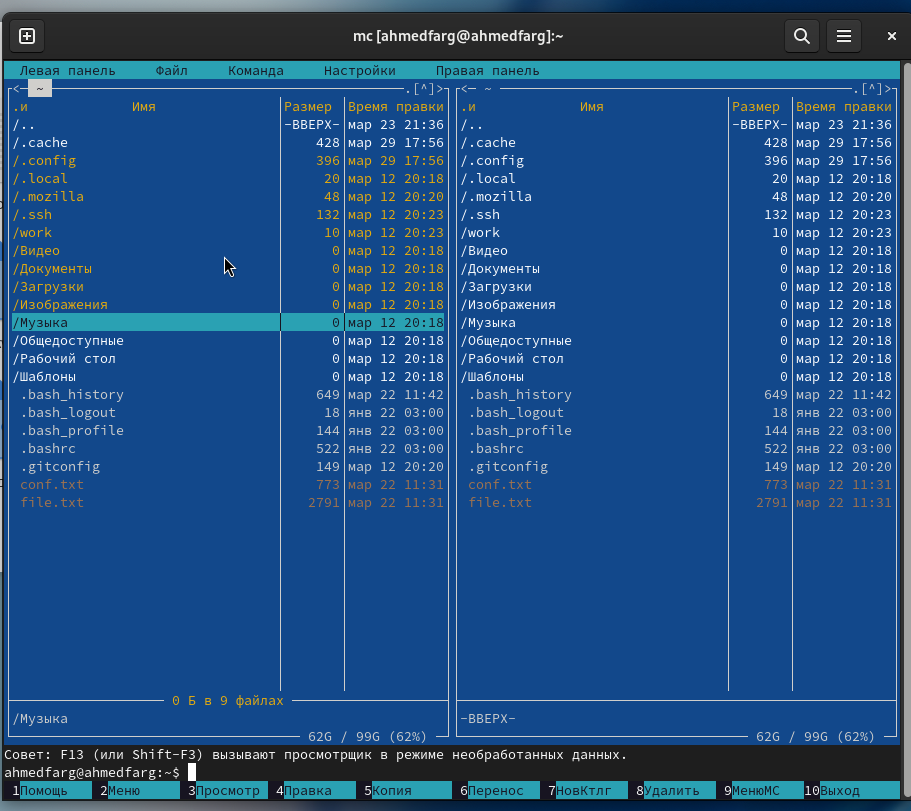 mc [ahmedfarg@ahmedfarg]:~
Левая панель Файл Команда Настройки Правая панель
<─ ~ .[^]> <─ ~ .[^]>
.и Имя Размер Время правки .и Имя Размер Время правки
/.. -ВВЕРХ- мар 23 21:36 /.. -ВВЕРХ- мар 23 21:36
/.cache 428 мар 29 17:56 /.cache 428 мар 29 17:56
/.config 396 мар 29 17:56 /.config 396 мар 29 17:56
/.local 20 мар 12 20:18 /.local 20 мар 12 20:18
/.mozilla 48 мар 12 20:20 /.mozilla 48 мар 12 20:20
/.ssh 132 мар 12 20:23 /.ssh 132 мар 12 20:23
/work 10 мар 12 20:23 /work 10 мар 12 20:23
/Видео 0 мар 12 20:18 /Видео 0 мар 12 20:18
/Документы 0 мар 12 20:18 /Документы 0 мар 12 20:18
/Загрузки 0 мар 12 20:18 /Загрузки 0 мар 12 20:18
/Изображения 0 мар 12 20:18 /Изображения 0 мар 12 20:18
/Музыка 0 мар 12 20:18 /Музыка 0 мар 12 20:18
/Общедоступные 0 мар 12 20:18 /Общедоступные 0 мар 12 20:18
/Рабочий стол 0 мар 12 20:18 /Рабочий стол 0 мар 12 20:18
/Шаблоны 0 мар 12 20:18 /Шаблоны 0 мар 12 20:18
.bash_history 649 мар 22 11:42 .bash_history 649 мар 22 11:42
.bash_logout 18 янв 22 03:00 .bash_logout 18 янв 22 03:00
.bash_profile 144 янв 22 03:00 .bash_profile 144 янв 22 03:00
.bashrc 522 янв 22 03:00 .bashrc 522 янв 22 03:00
.gitconfig 149 мар 12 20:20 .gitconfig 149 мар 12 20:20
conf.txt 773 мар 22 11:31 conf.txt 773 мар 22 11:31
file.txt 2791 мар 22 11:31 file.txt 2791 мар 22 11:31
0 Б в 9 файлах
/Музыка -ВВЕРХ-
62G / 99G (62%) 62G / 99G (62%)
Совет: F13 (или Shift-F3) вызывают просмотрщик в режиме необработанных данных.
ahmedfarg@ahmedfarg:~$
1Помощь 2Меню 3Просмотр 4Правка 5Копия 6Перенос 7НовКтлг 8Удалить 9МенюMC 10Выход